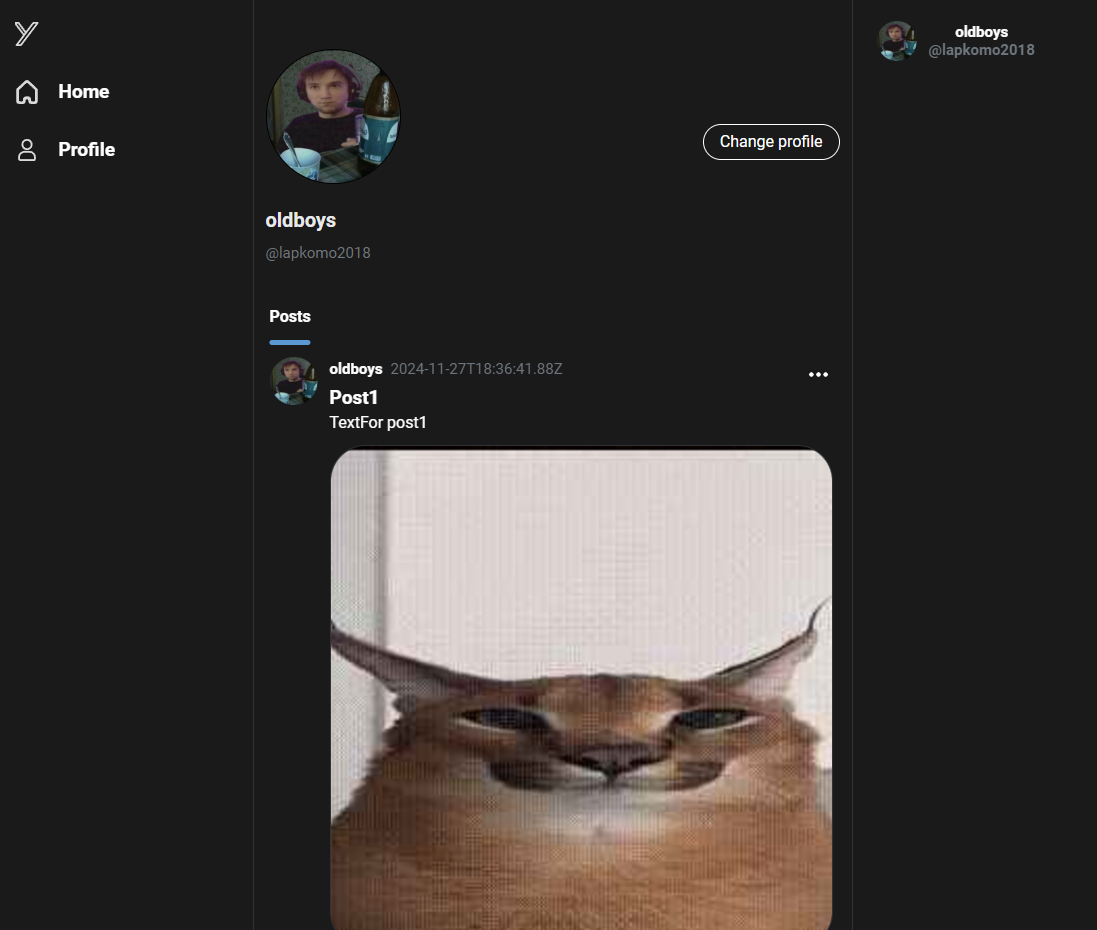 Y
Home
Profile
Change profile
oldboys
@lapkomo2018
Posts
oldboys 2024-11-27T18:36:41.88Z
Post1
TextFor post1
oldboys
@lapkomo2018